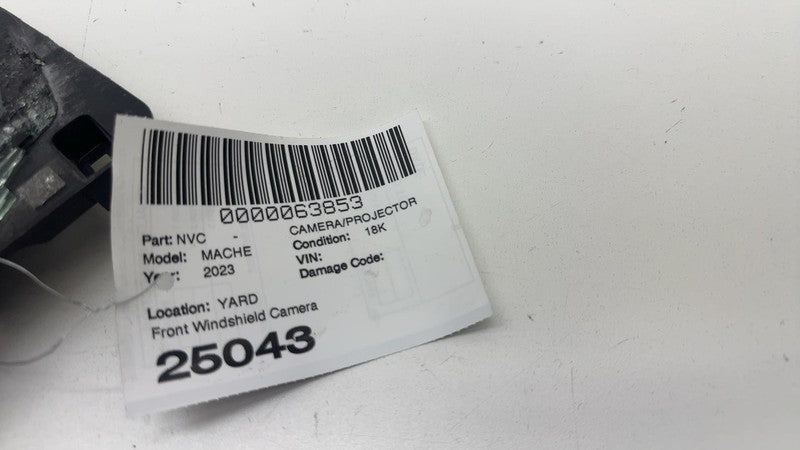 0000063853
Part: NVC - CAMERA/PROJECTOR
Model: MACHE Condition: 18K
Year: 2023 VIN:
Damage Code:
Location: YARD
Front Windshield Camera
25043